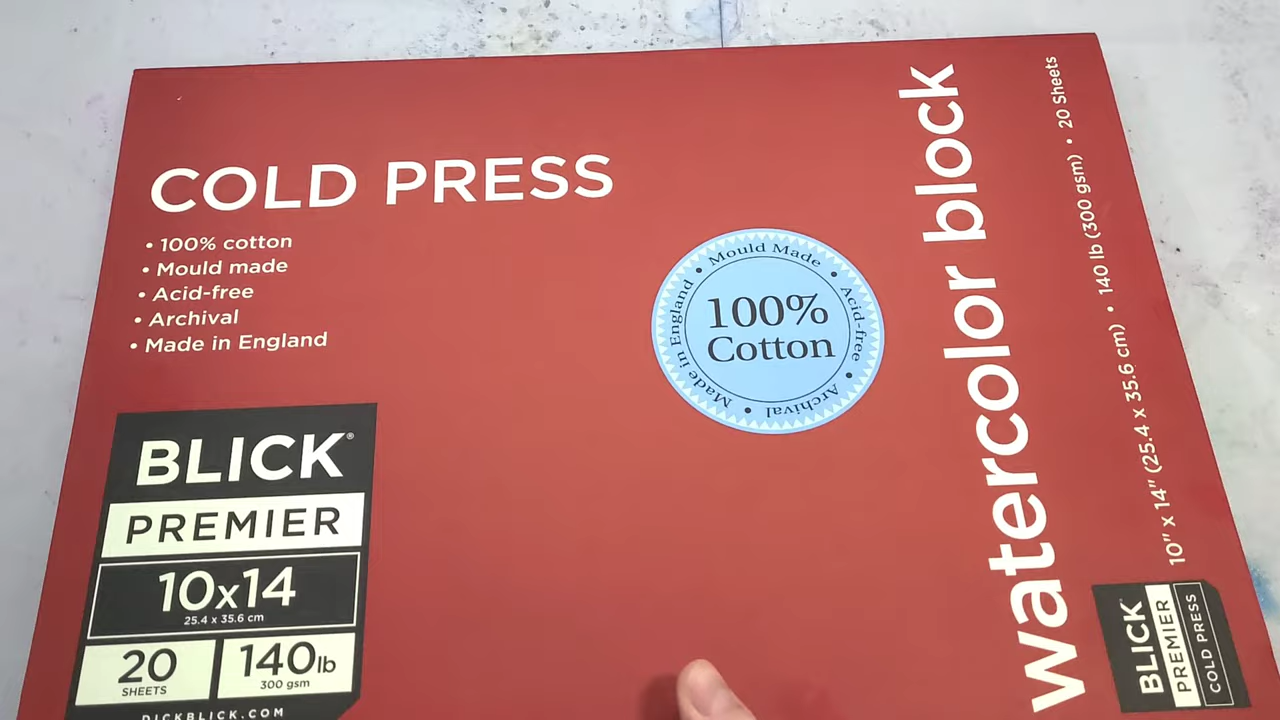 COLD PRESS
• 100% cotton
• Mould made
• Acid-free
• Archival
• Made in England
Mould Made • Acid-free • Archival • Made in England •
100%
Cotton
watercolor block
10" x 14" (25.4 x 35.6 cm) • 140 lb (300 gsm) • 20 Sheets
BLICK®
PREMIER
10x14
25.4 x 35.6 cm
20
SHEETS
140lb
300 gsm
DICKBLICK.COM
BLICK
PREMIER
COLD PRESS